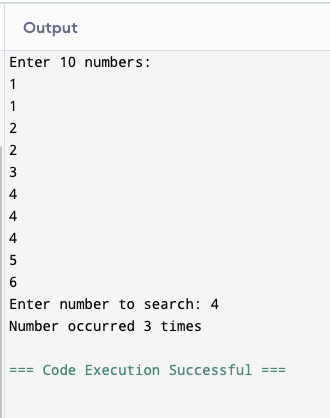 Output
Enter 10 numbers:
1
1
2
2
3
4
4
4
5
6
Enter number to search: 4
Number occurred 3 times
=== Code Execution Successful ===